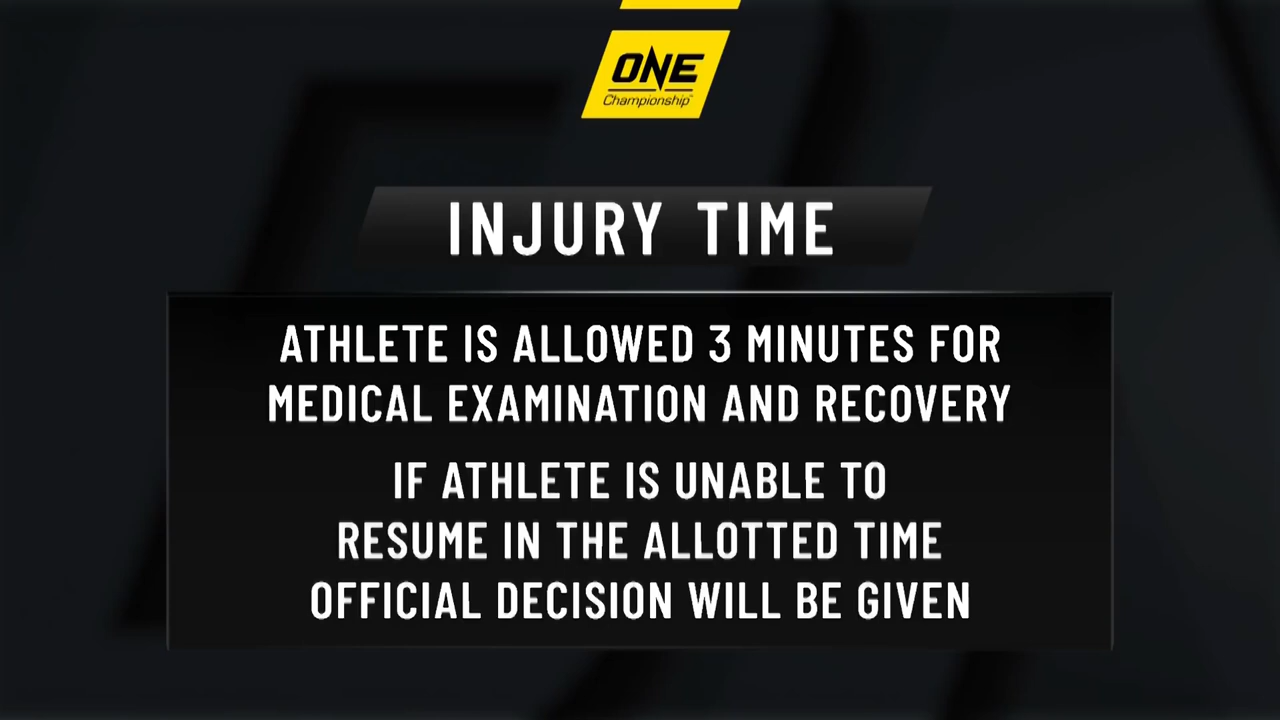 ONE
Championship™
INJURY TIME
ATHLETE IS ALLOWED 3 MINUTES FOR
MEDICAL EXAMINATION AND RECOVERY
IF ATHLETE IS UNABLE TO
RESUME IN THE ALLOTTED TIME
OFFICIAL DECISION WILL BE GIVEN